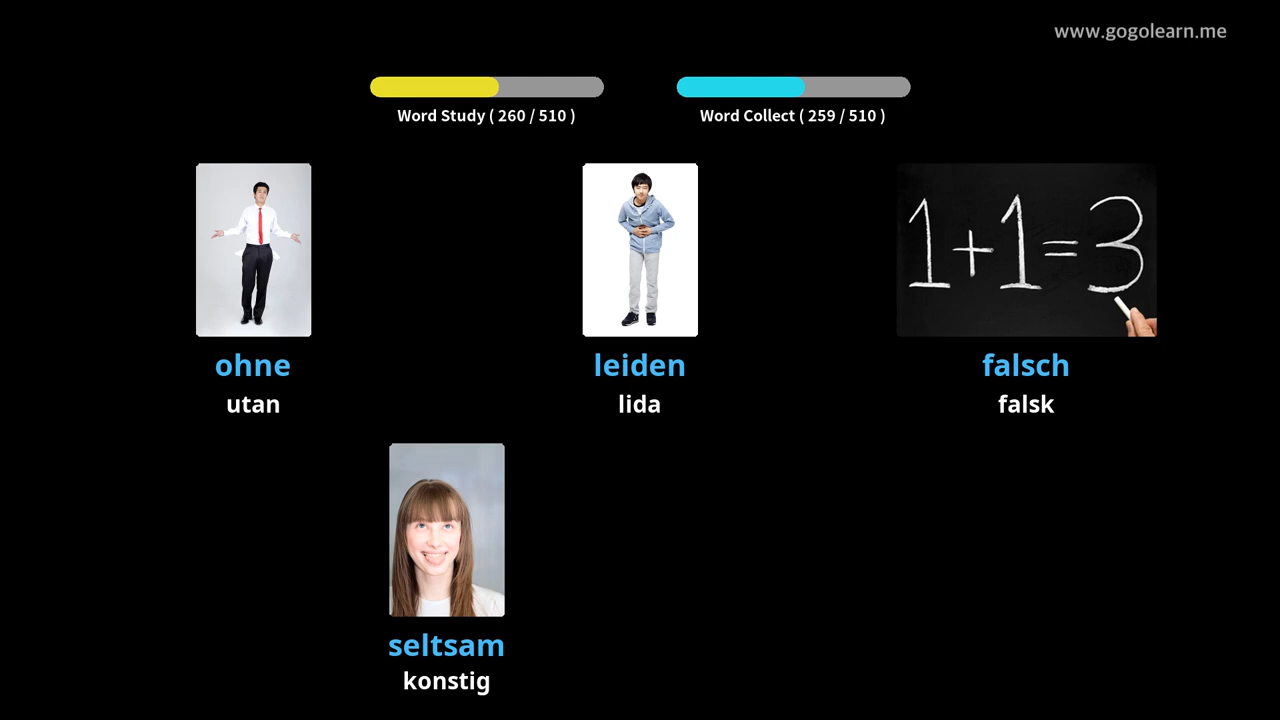 www.gogolearn.me
Word Study ( 260 / 510 )
Word Collect ( 259 / 510 )
1+1=3
ohne
utan
leiden
lida
falsch
falsk
seltsam
konstig